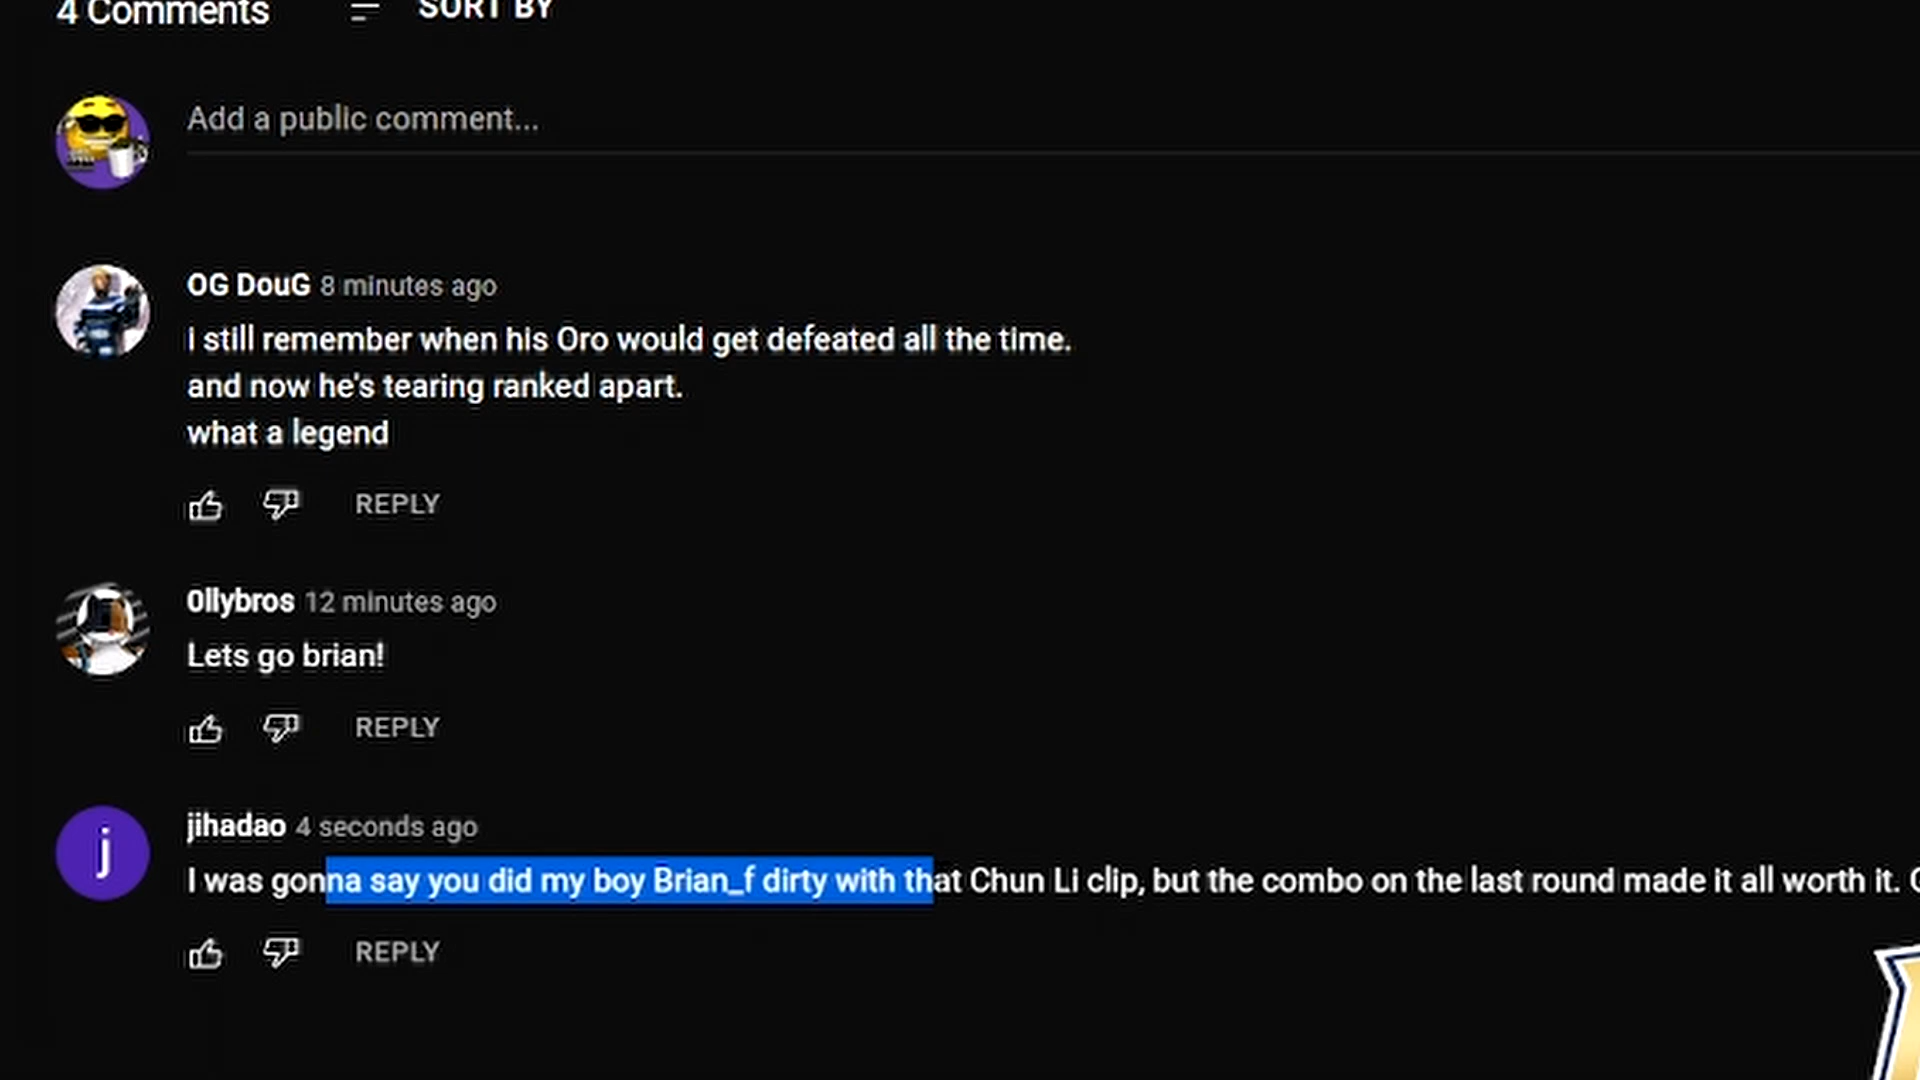 4 Comments SORT BY
Add a public comment...
OG DouG 8 minutes ago
i still remember when his Oro would get defeated all the time.
and now he's tearing ranked apart.
what a legend
REPLY
0llybros 12 minutes ago
Lets go brian!
REPLY
j
jihadao 4 seconds ago
I was gonna say you did my boy Brian_f dirty with that Chun Li clip, but the combo on the last round made it all worth it.
REPLY